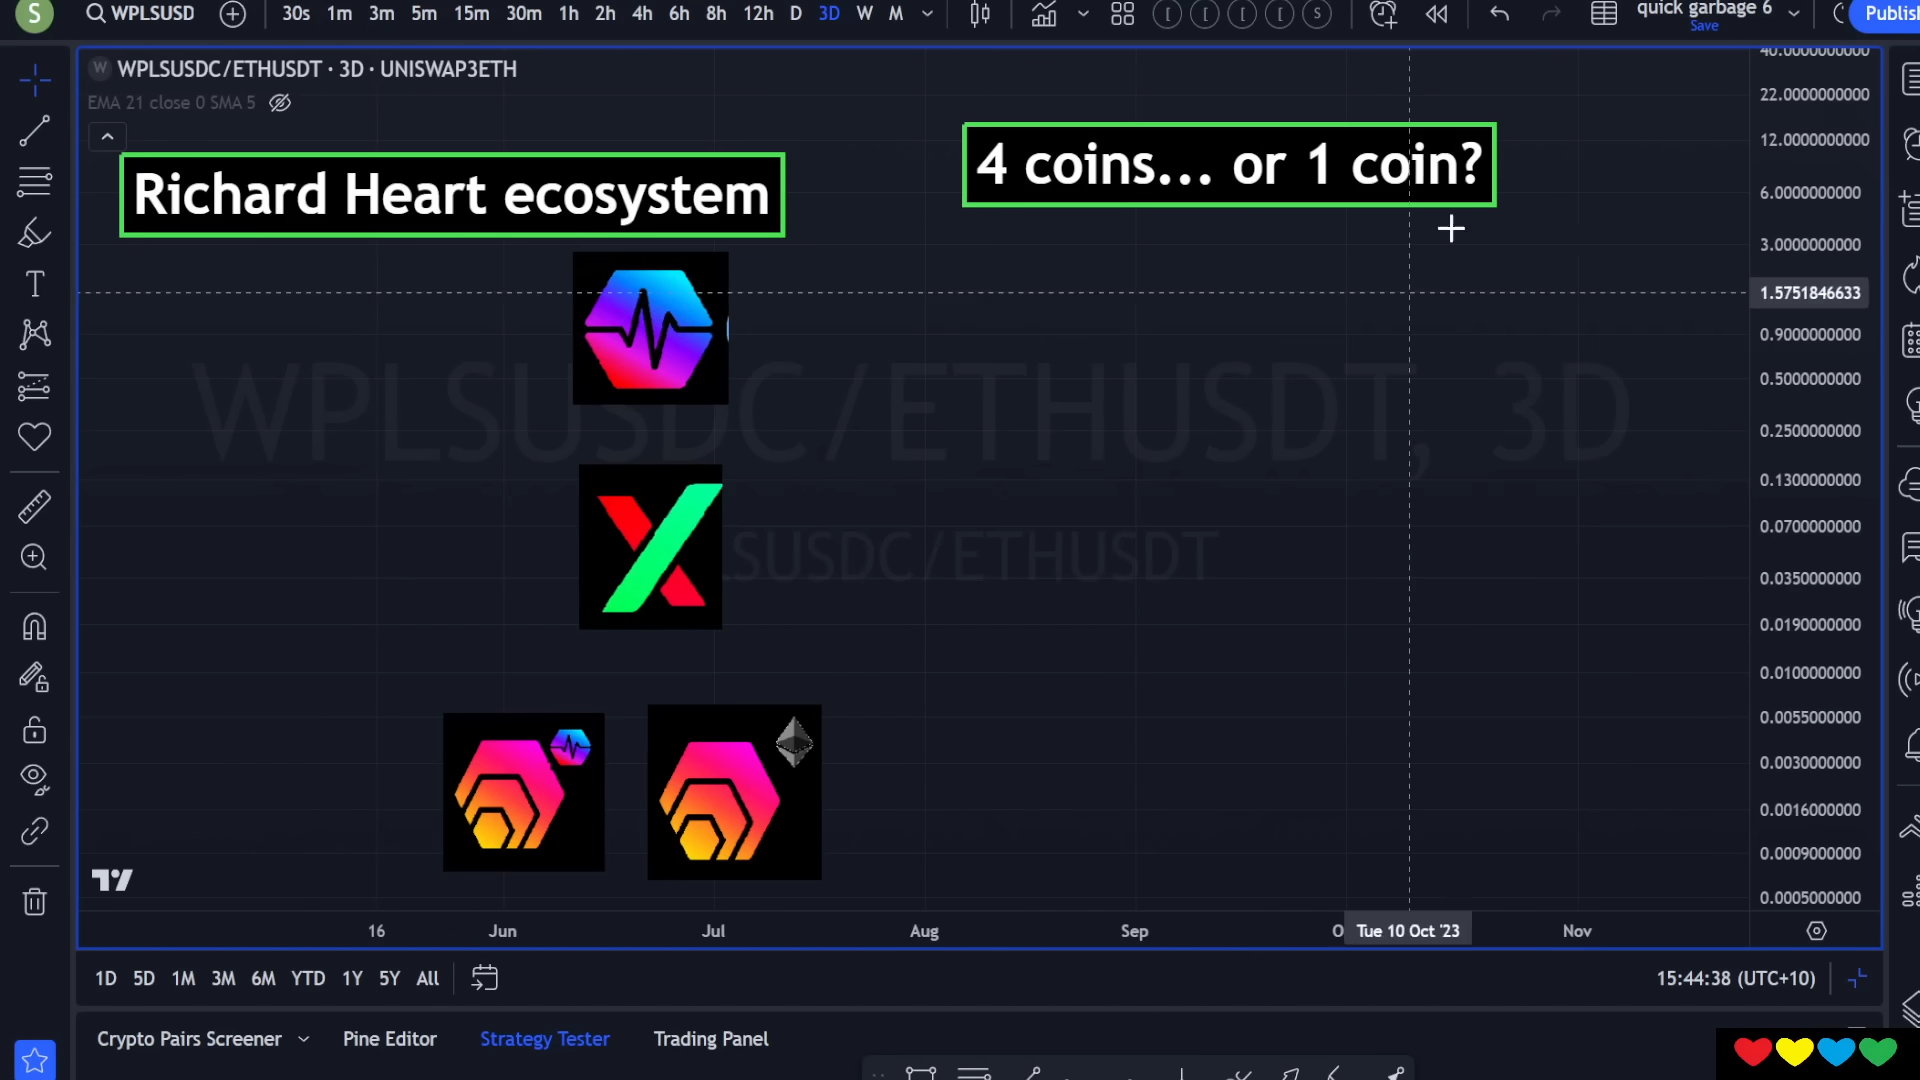 S
WPLSUSD
30s 1m 3m 5m 15m 30m 1h 2h 4h 6h 8h 12h D 3D W M
S
quick garbage 6
Save
Publis
W WPLSUSDC/ETHUSDT · 3D · UNISWAP3ETH
EMA 21 close 0 SMA 5
Richard Heart ecosystem
4 coins... or 1 coin?
WPLSUSDC/ETHUSDT, 3D
LSUSDC/ETHUSDT
40.0000000000
22.0000000000
12.0000000000
6.0000000000
3.0000000000
1.5751846633
0.9000000000
0.5000000000
0.2500000000
0.1300000000
0.0700000000
0.0350000000
0.0190000000
0.0100000000
0.0055000000
0.0030000000
0.0016000000
0.0009000000
0.0005000000
16 Jun Jul Aug Sep O Tue 10 Oct '23 Nov
1D 5D 1M 3M 6M YTD 1Y 5Y All
15:44:38 (UTC+10)
Crypto Pairs Screener Pine Editor Strategy Tester Trading Panel